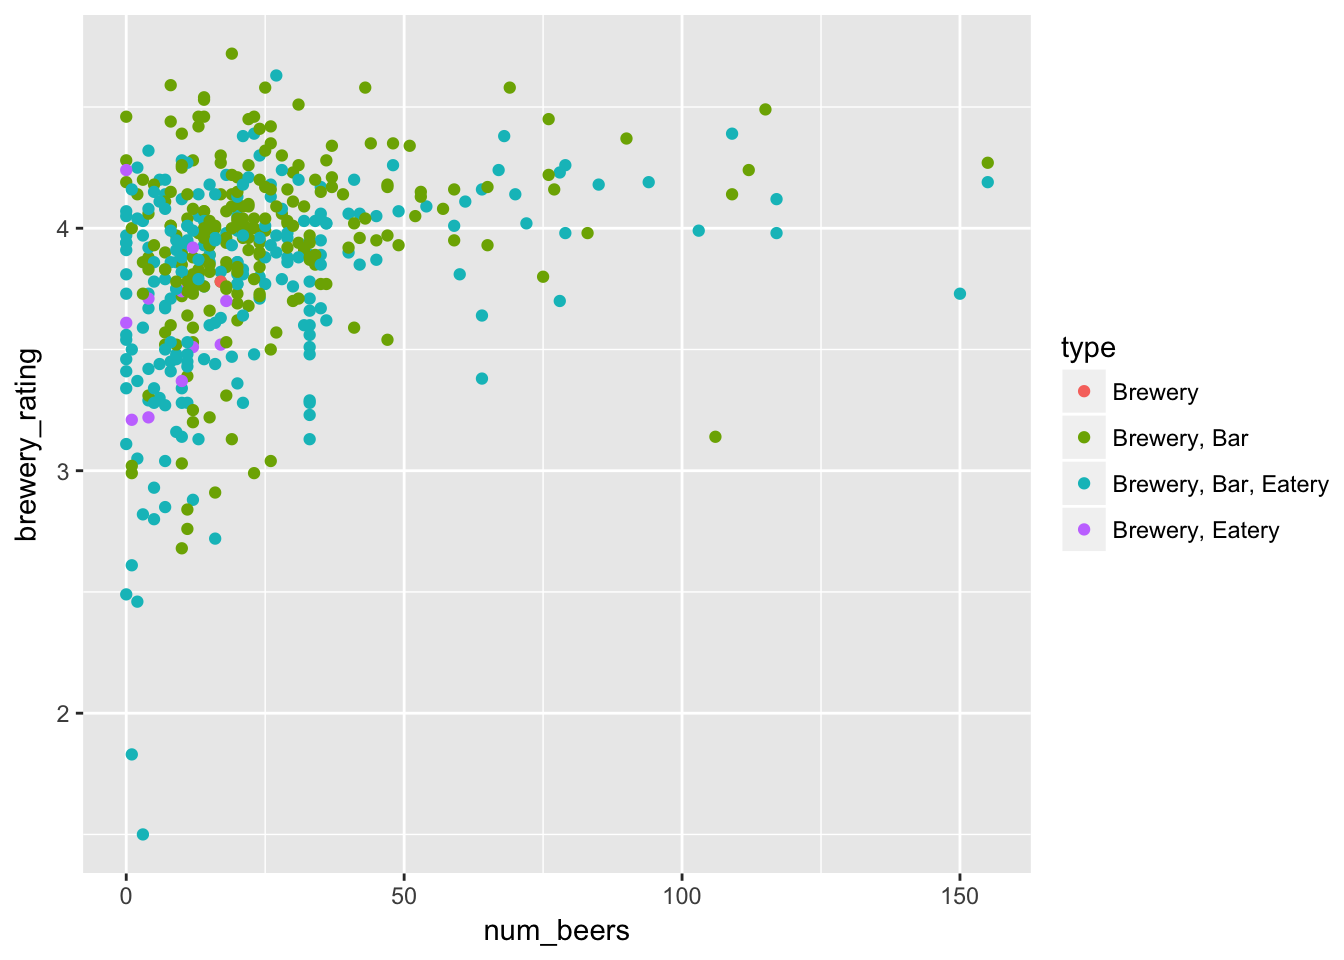 brewery_rating
4
3
2
0
50
100
150
num_beers
type
Brewery
Brewery, Bar
Brewery, Bar, Eatery
Brewery, Eatery